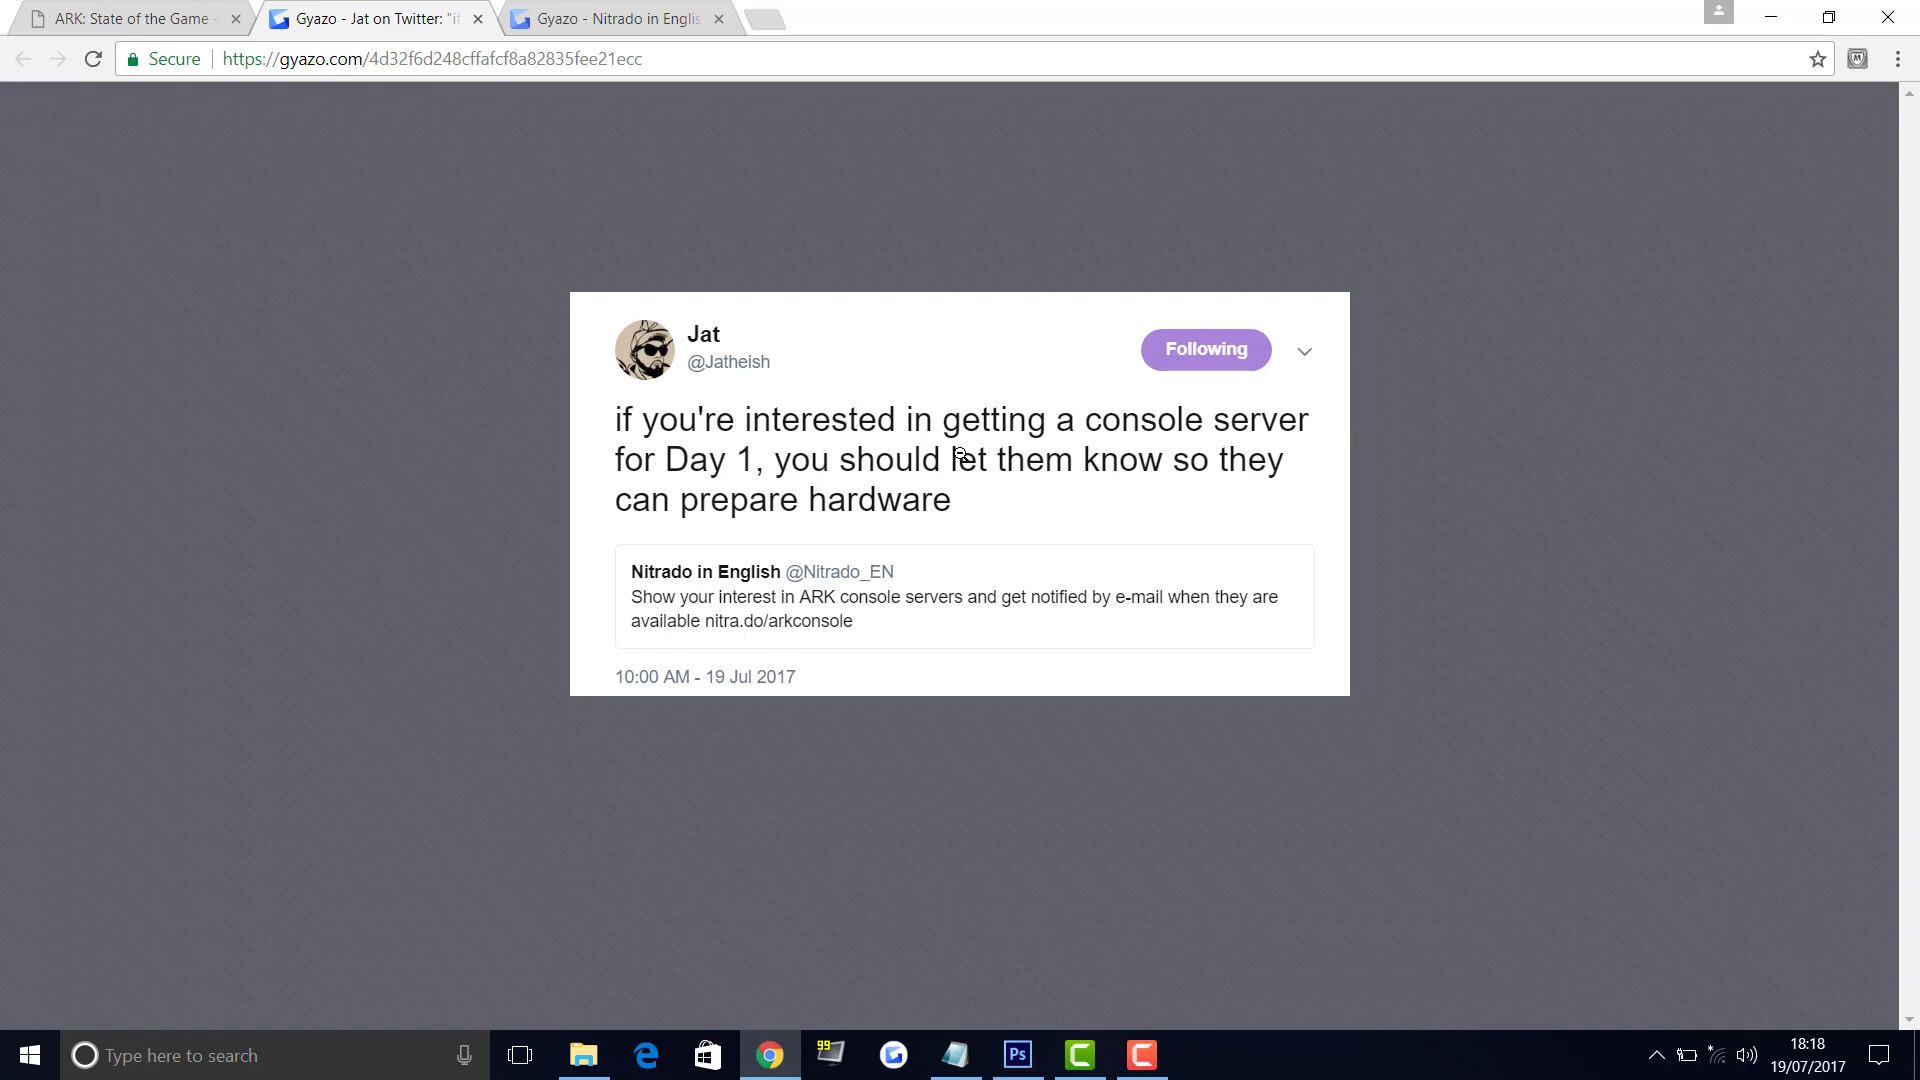 ARK: State of the Game -
Gyazo - Jat on Twitter: "if
Gyazo - Nitrado in Englis
Secure
https://gyazo.com/4d32f6d248cffafcf8a82835fee21ecc
Jat
@Jatheish
Following
if you're interested in getting a console server
for Day 1, you should let them know so they
can prepare hardware
Nitrado in English @Nitrado_EN
Show your interest in ARK console servers and get notified by e-mail when they are
available nitra.do/arkconsole
10:00 AM - 19 Jul 2017
Type here to search
99
Ps
18:18
19/07/2017